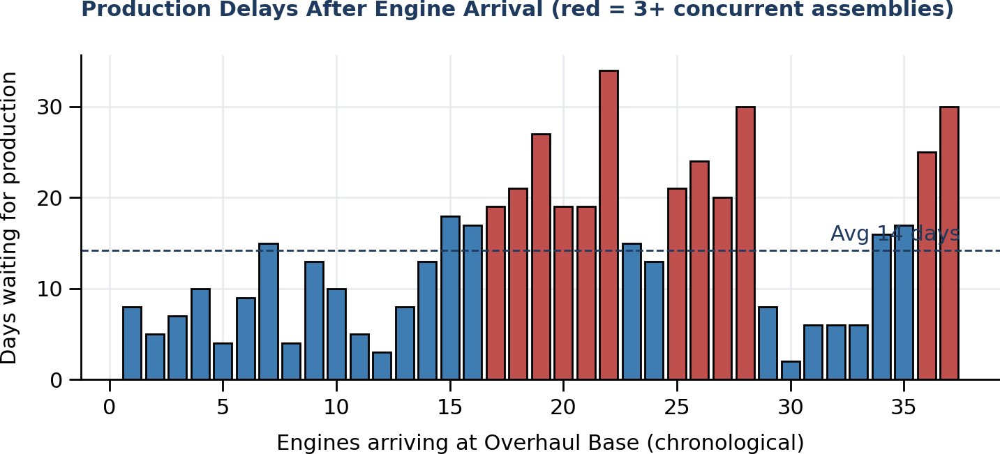 Production Delays After Engine Arrival (red = 3+ concurrent assemblies)
Days waiting for production
30
20
10
0
Avg 14 days
0 5 10 15 20 25 30 35
Engines arriving at Overhaul Base (chronological)